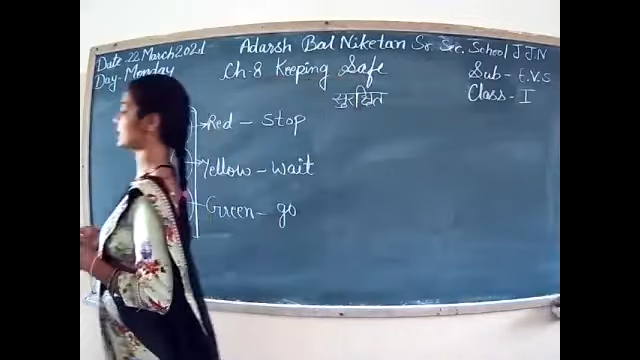 Date. 22 March 2021
Adarsh Bal Niketan Sr Sec. School JJN
Day- Monday
Ch-8 Keeping Safe
Sub- E.V.S
सुरक्षित
Class- I
Red - Stop
Yellow - Wait
Green - go